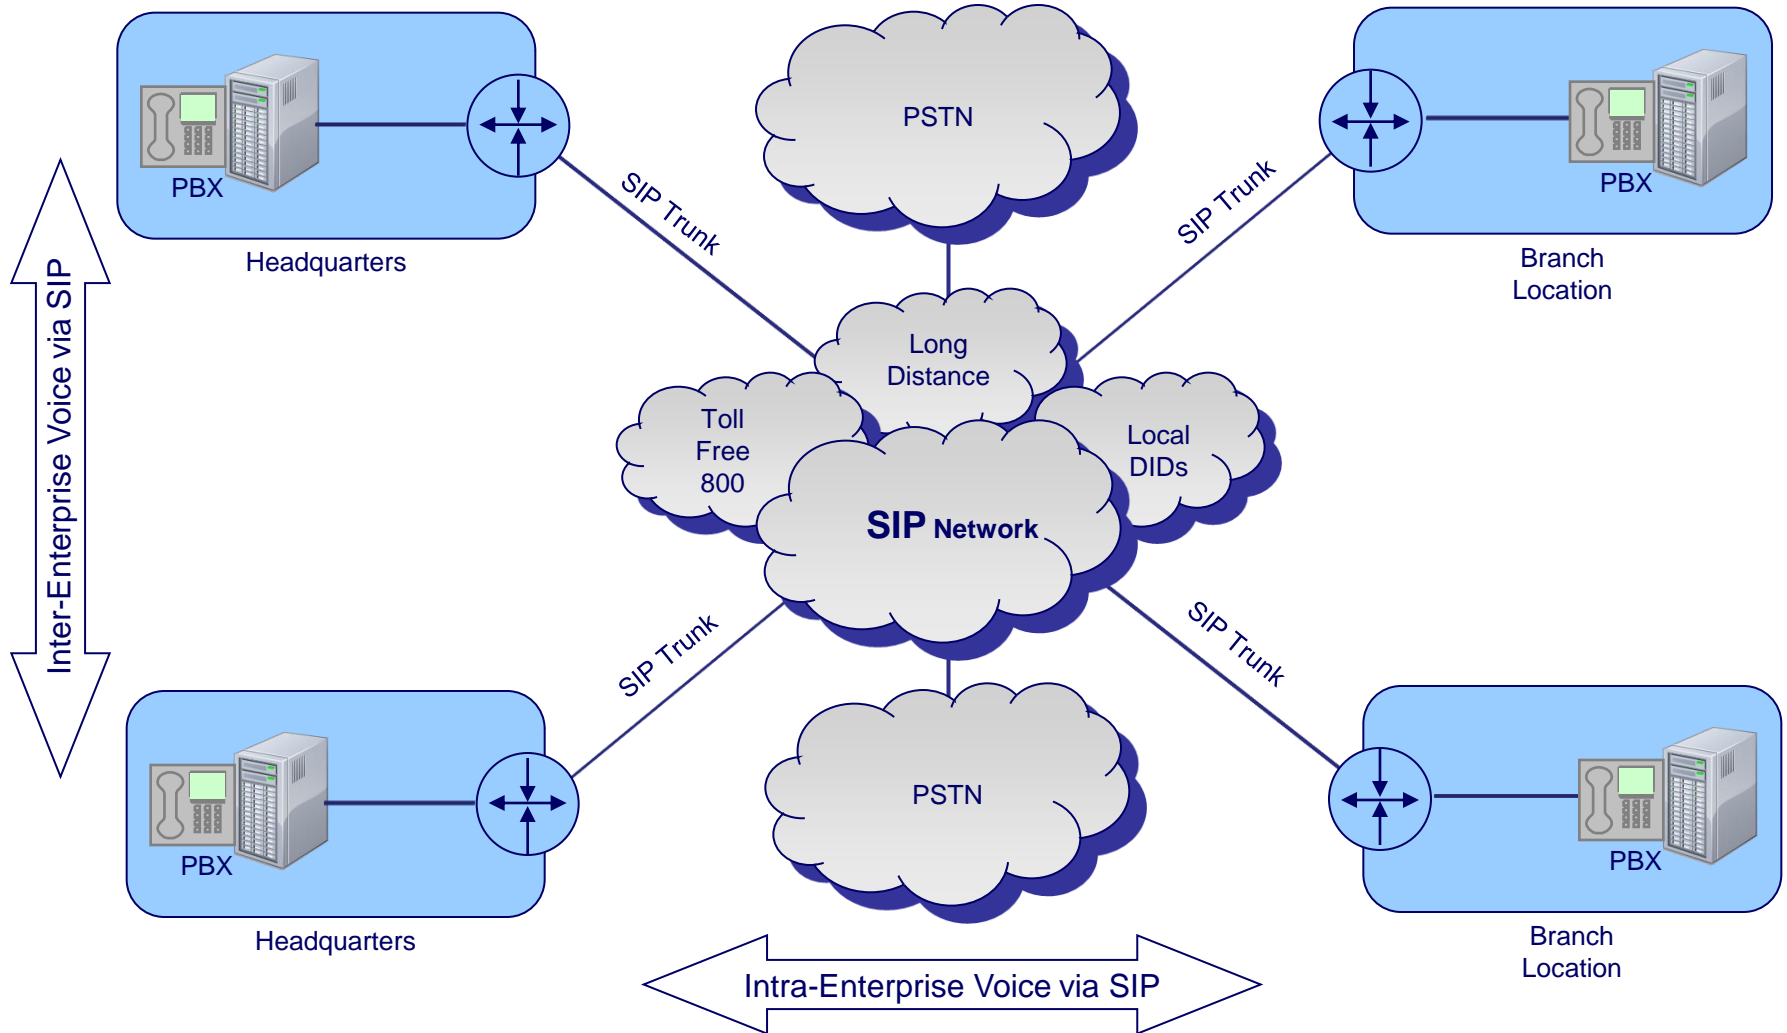 PSTN
PBX
PBX
SIP Trunk
SIP Trunk
Headquarters
Branch
Location
Inter-Enterprise Voice via SIP
Long
Distance
Toll
Free
800
Local
DIDs
SIP Network
SIP Trunk
SIP Trunk
PSTN
PBX
PBX
Headquarters
Branch
Location
Intra-Enterprise Voice via SIP